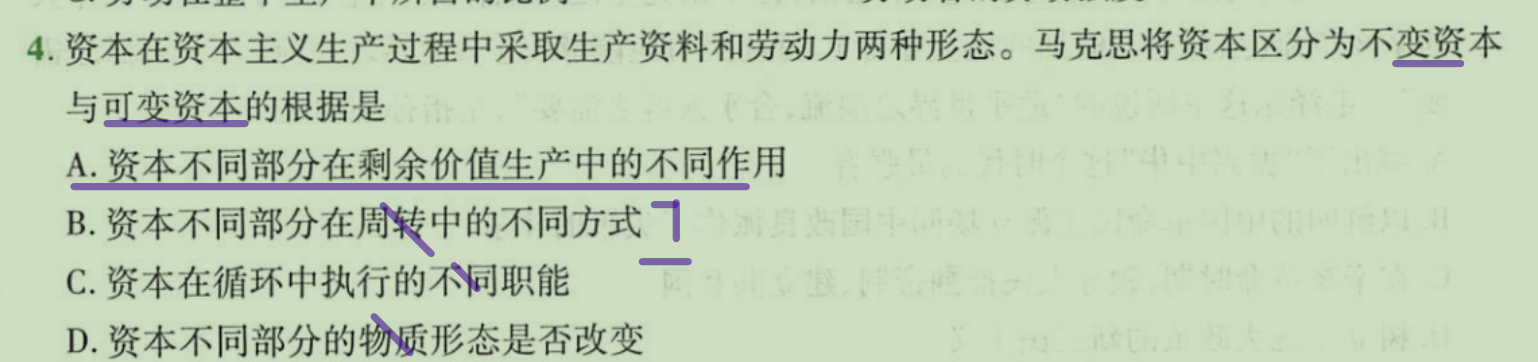 4. 资本在资本主义生产过程中采取生产资料和劳动力两种形态。马克思将资本区分为不变资本
与可变资本的根据是
A. 资本不同部分在剩余价值生产中的不同作用
B. 资本不同部分在周转中的不同方式
C. 资本在循环中执行的不同职能
D. 资本不同部分的物质形态是否改变